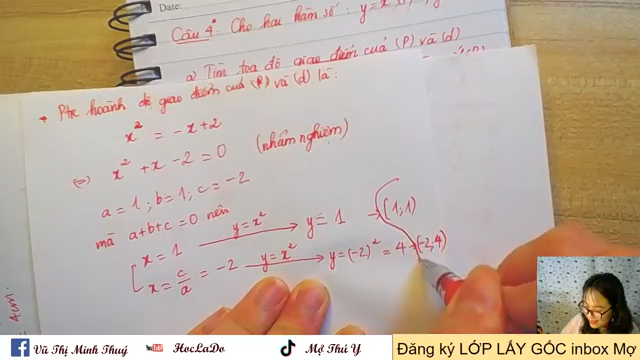 Date:
Câu 4: Cho hai hàm số: y = x
a) Tìm tọa độ giao điểm của (P) và (d)
* Ptr hoành độ giao điểm của (P) và (d) là:
x² = -x+2
⇔ x² + x - 2 = 0 (nhẩm nghiệm)
a = 1 ; b = 1 ; c = -2
mà a+b+c = 0 nên
x = 1 y = x² → y = 1 → (1;1)
x = c/a = -2 y = x² → y = (-2)² = 4 → (-2;4)
Vũ Thị Minh Thuý HocLaDo Mợ Thú Y
Đăng ký LỚP LẤY GỐC inbox Mợ